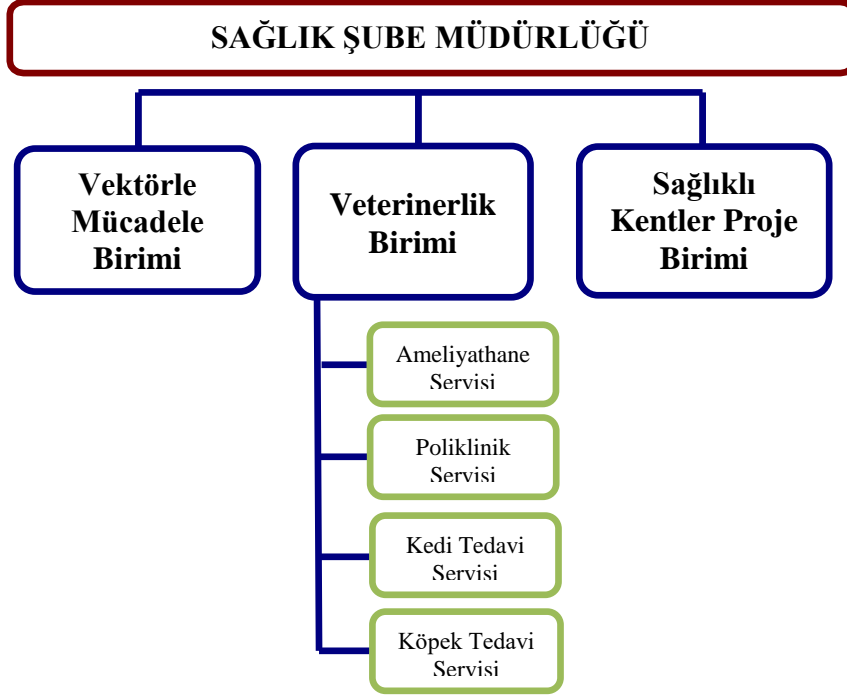 SAĞLIK ŞUBE MÜDÜRLÜĞÜ
Vektörle
Mücadele
Birimi
Veterinerlik
Birimi
Sağlıklı
Kentler Proje
Birimi
Ameliyathane
Servisi
Poliklinik
Servisi
Kedi Tedavi
Servisi
Köpek Tedavi
Servisi